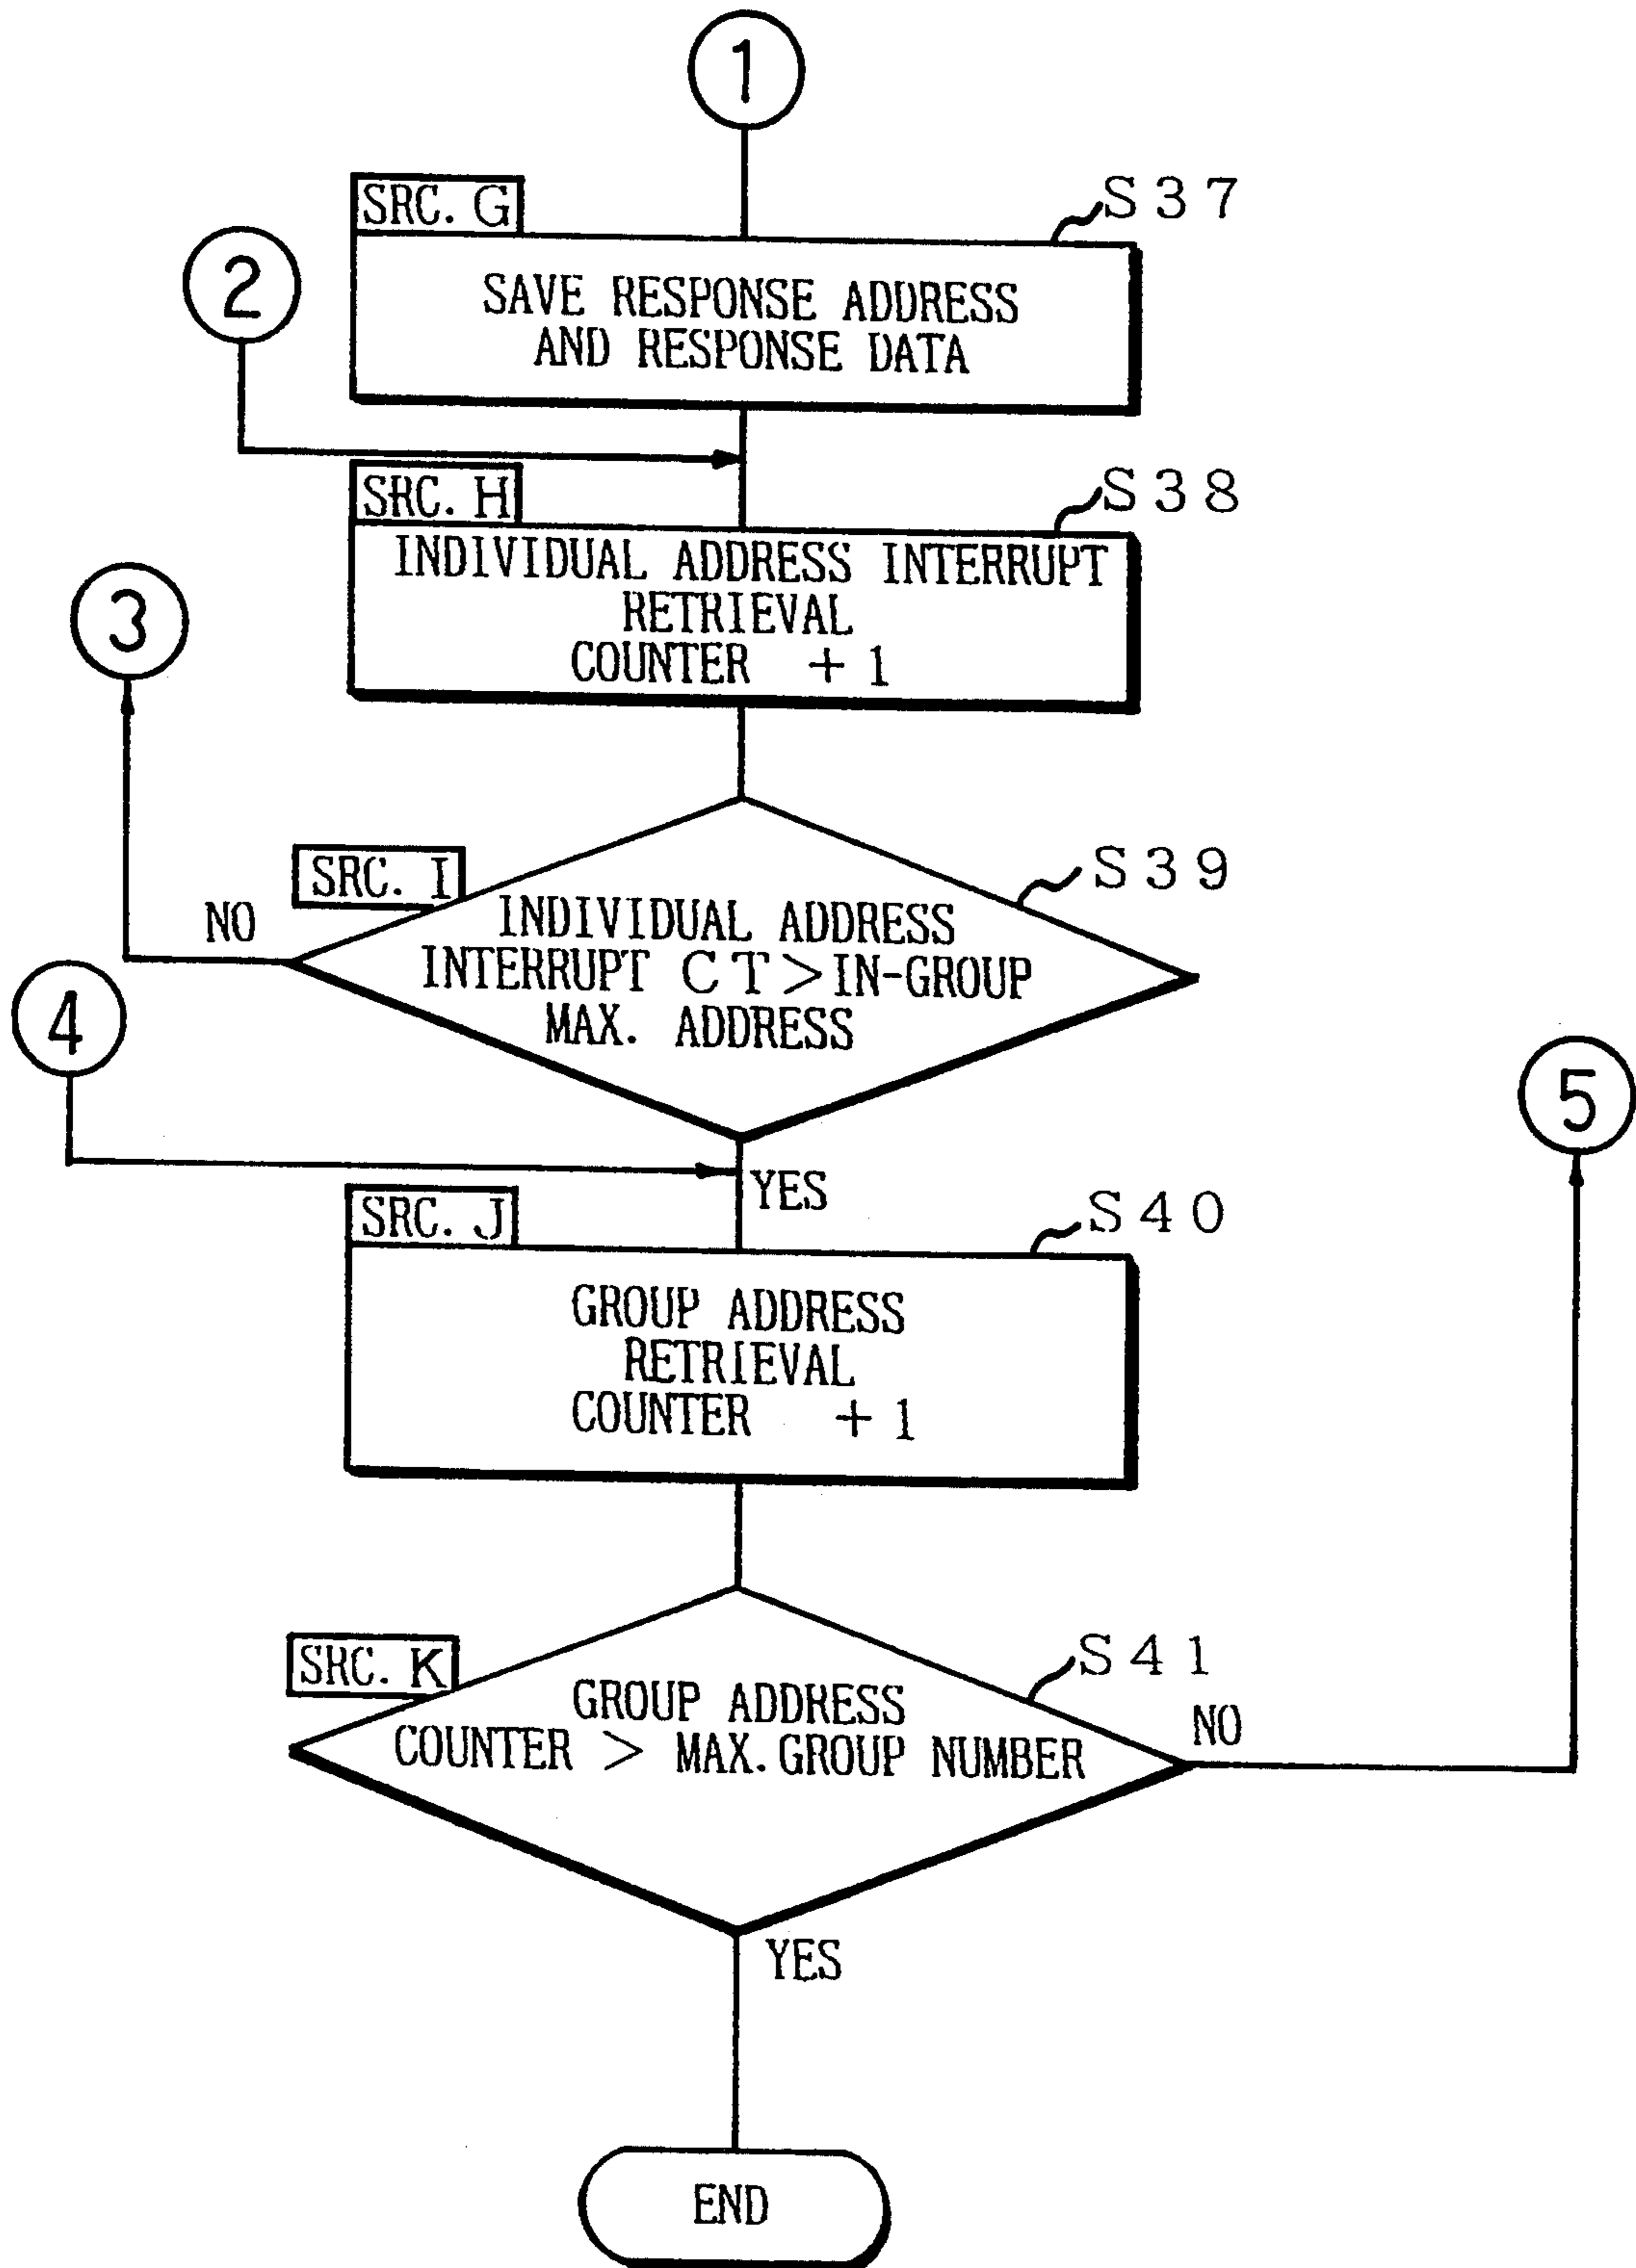 1
SRC. G
S37
2
SAVE RESPONSE ADDRESS
AND RESPONSE DATA
SRC. H
S38
INDIVIDUAL ADDRESS INTERRUPT
RETRIEVAL
COUNTER +1
3
SRC. I
S39
NO
INDIVIDUAL ADDRESS
INTERRUPT CT>IN-GROUP
MAX. ADDRESS
4
5
YES
SRC. J
S40
GROUP ADDRESS
RETRIEVAL
COUNTER +1
SRC. K
S41
GROUP ADDRESS
COUNTER > MAX. GROUP NUMBER
NO
YES
END